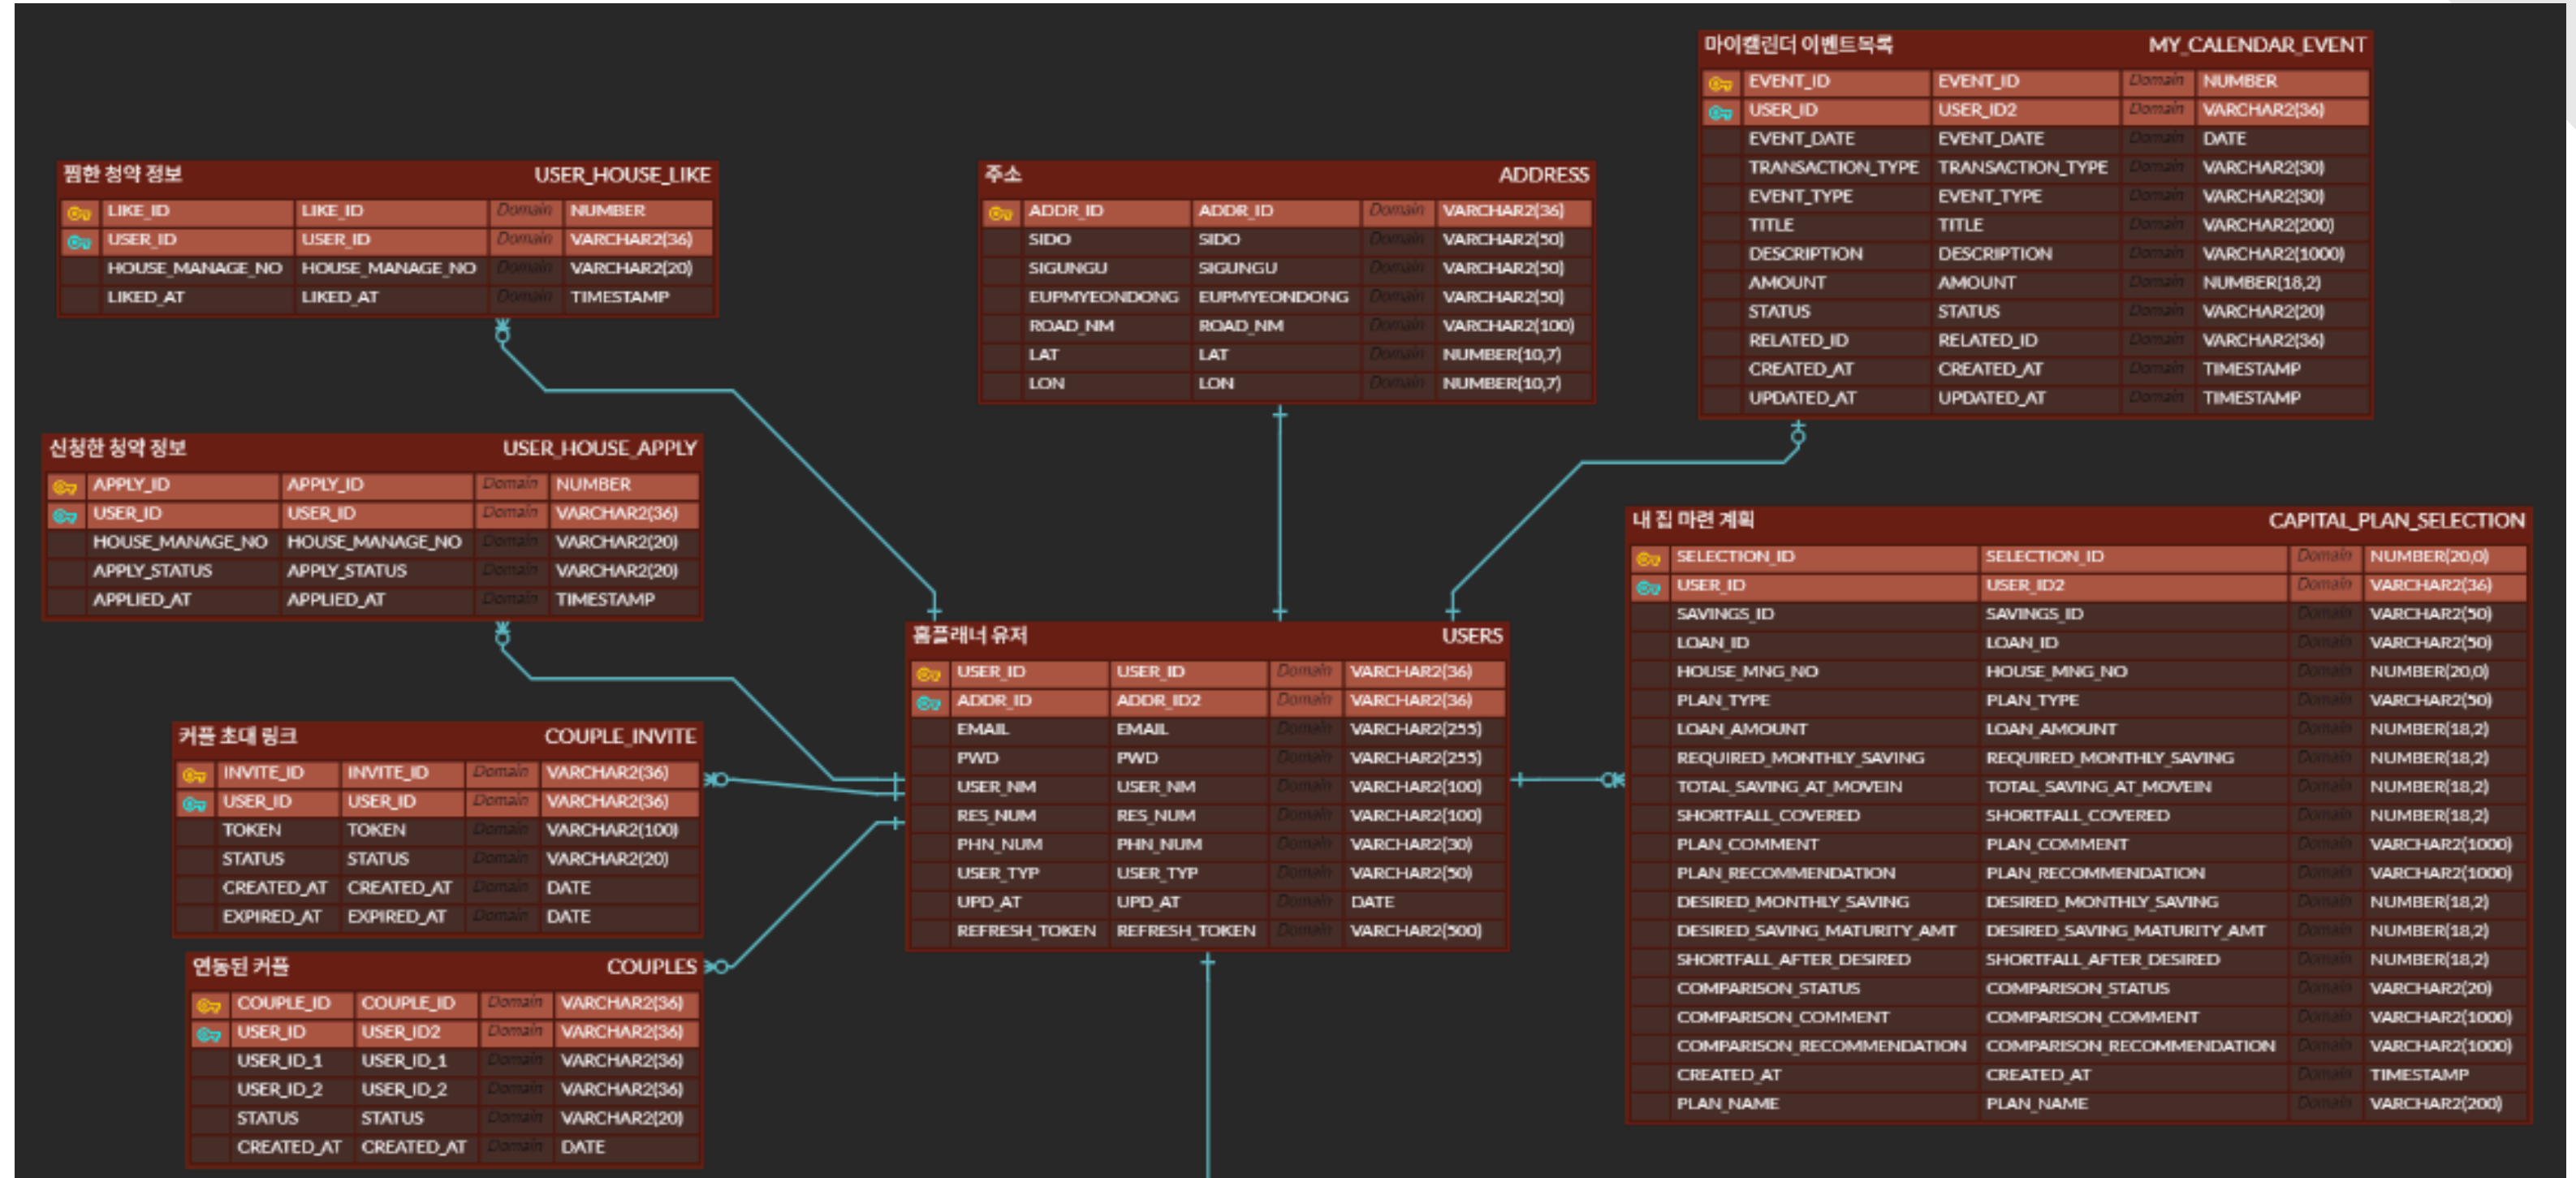 마이캘린더 이벤트목록 MY_CALENDAR_EVENT
EVENT_ID EVENT_ID Domain NUMBER
USER_ID USER_ID2 Domain VARCHAR2(36)
EVENT_DATE EVENT_DATE Domain DATE
TRANSACTION_TYPE TRANSACTION_TYPE Domain VARCHAR2(30)
EVENT_TYPE EVENT_TYPE Domain VARCHAR2(30)
TITLE TITLE Domain VARCHAR2(200)
DESCRIPTION DESCRIPTION Domain VARCHAR2(1000)
AMOUNT AMOUNT Domain NUMBER(18,2)
STATUS STATUS Domain VARCHAR2(20)
RELATED_ID RELATED_ID Domain VARCHAR2(36)
CREATED_AT CREATED_AT Domain TIMESTAMP
UPDATED_AT UPDATED_AT Domain TIMESTAMP
찜한 청약 정보 USER_HOUSE_LIKE
LIKE_ID LIKE_ID Domain NUMBER
USER_ID USER_ID Domain VARCHAR2(36)
HOUSE_MANAGE_NO HOUSE_MANAGE_NO Domain VARCHAR2(20)
LIKED_AT LIKED_AT Domain TIMESTAMP
주소 ADDRESS
ADDR_ID ADDR_ID Domain VARCHAR2(36)
SIDO SIDO Domain VARCHAR2(50)
SIGUNGU SIGUNGU Domain VARCHAR2(50)
EUPMYEONDONG EUPMYEONDONG Domain VARCHAR2(50)
ROAD_NM ROAD_NM Domain VARCHAR2(100)
LAT LAT Domain NUMBER(10,7)
LON LON Domain NUMBER(10,7)
신청한 청약 정보 USER_HOUSE_APPLY
APPLY_ID APPLY_ID Domain NUMBER
USER_ID USER_ID Domain VARCHAR2(36)
HOUSE_MANAGE_NO HOUSE_MANAGE_NO Domain VARCHAR2(20)
APPLY_STATUS APPLY_STATUS Domain VARCHAR2(20)
APPLIED_AT APPLIED_AT Domain TIMESTAMP
내 집 마련 계획 CAPITAL_PLAN_SELECTION
SELECTION_ID SELECTION_ID Domain NUMBER(20,0)
USER_ID USER_ID2 Domain VARCHAR2(36)
SAVINGS_ID SAVINGS_ID Domain VARCHAR2(50)
LOAN_ID LOAN_ID Domain VARCHAR2(50)
HOUSE_MNG_NO HOUSE_MNG_NO Domain NUMBER(20,0)
PLAN_TYPE PLAN_TYPE Domain VARCHAR2(50)
LOAN_AMOUNT LOAN_AMOUNT Domain NUMBER(18,2)
REQUIRED_MONTHLY_SAVING REQUIRED_MONTHLY_SAVING Domain NUMBER(18,2)
TOTAL_SAVING_AT_MOVEIN TOTAL_SAVING_AT_MOVEIN Domain NUMBER(18,2)
SHORTFALL_COVERED SHORTFALL_COVERED Domain NUMBER(18,2)
PLAN_COMMENT PLAN_COMMENT Domain VARCHAR2(1000)
PLAN_RECOMMENDATION PLAN_RECOMMENDATION Domain VARCHAR2(1000)
DESIRED_MONTHLY_SAVING DESIRED_MONTHLY_SAVING Domain NUMBER(18,2)
DESIRED_SAVING_MATURITY_AMT DESIRED_SAVING_MATURITY_AMT Domain NUMBER(18,2)
SHORTFALL_AFTER_DESIRED SHORTFALL_AFTER_DESIRED Domain NUMBER(18,2)
COMPARISON_STATUS COMPARISON_STATUS Domain VARCHAR2(20)
COMPARISON_COMMENT COMPARISON_COMMENT Domain VARCHAR2(1000)
COMPARISON_RECOMMENDATION COMPARISON_RECOMMENDATION Domain VARCHAR2(1000)
CREATED_AT CREATED_AT Domain TIMESTAMP
PLAN_NAME PLAN_NAME Domain VARCHAR2(200)
홈플래너 유저 USERS
USER_ID USER_ID Domain VARCHAR2(36)
ADDR_ID ADDR_ID2 Domain VARCHAR2(36)
EMAIL EMAIL Domain VARCHAR2(255)
PWD PWD Domain VARCHAR2(255)
USER_NM USER_NM Domain VARCHAR2(100)
RES_NUM RES_NUM Domain VARCHAR2(100)
PHN_NUM PHN_NUM Domain VARCHAR2(30)
USER_TYP USER_TYP Domain VARCHAR2(50)
UPD_AT UPD_AT Domain DATE
REFRESH_TOKEN REFRESH_TOKEN Domain VARCHAR2(500)
커플 초대 링크 COUPLE_INVITE
INVITE_ID INVITE_ID Domain VARCHAR2(36)
USER_ID USER_ID Domain VARCHAR2(36)
TOKEN TOKEN Domain VARCHAR2(100)
STATUS STATUS Domain VARCHAR2(20)
CREATED_AT CREATED_AT Domain DATE
EXPIRED_AT EXPIRED_AT Domain DATE
연동된 커플 COUPLES
COUPLE_ID COUPLE_ID Domain VARCHAR2(36)
USER_ID USER_ID2 Domain VARCHAR2(36)
USER_ID_1 USER_ID_1 Domain VARCHAR2(36)
USER_ID_2 USER_ID_2 Domain VARCHAR2(36)
STATUS STATUS Domain VARCHAR2(20)
CREATED_AT CREATED_AT Domain DATE